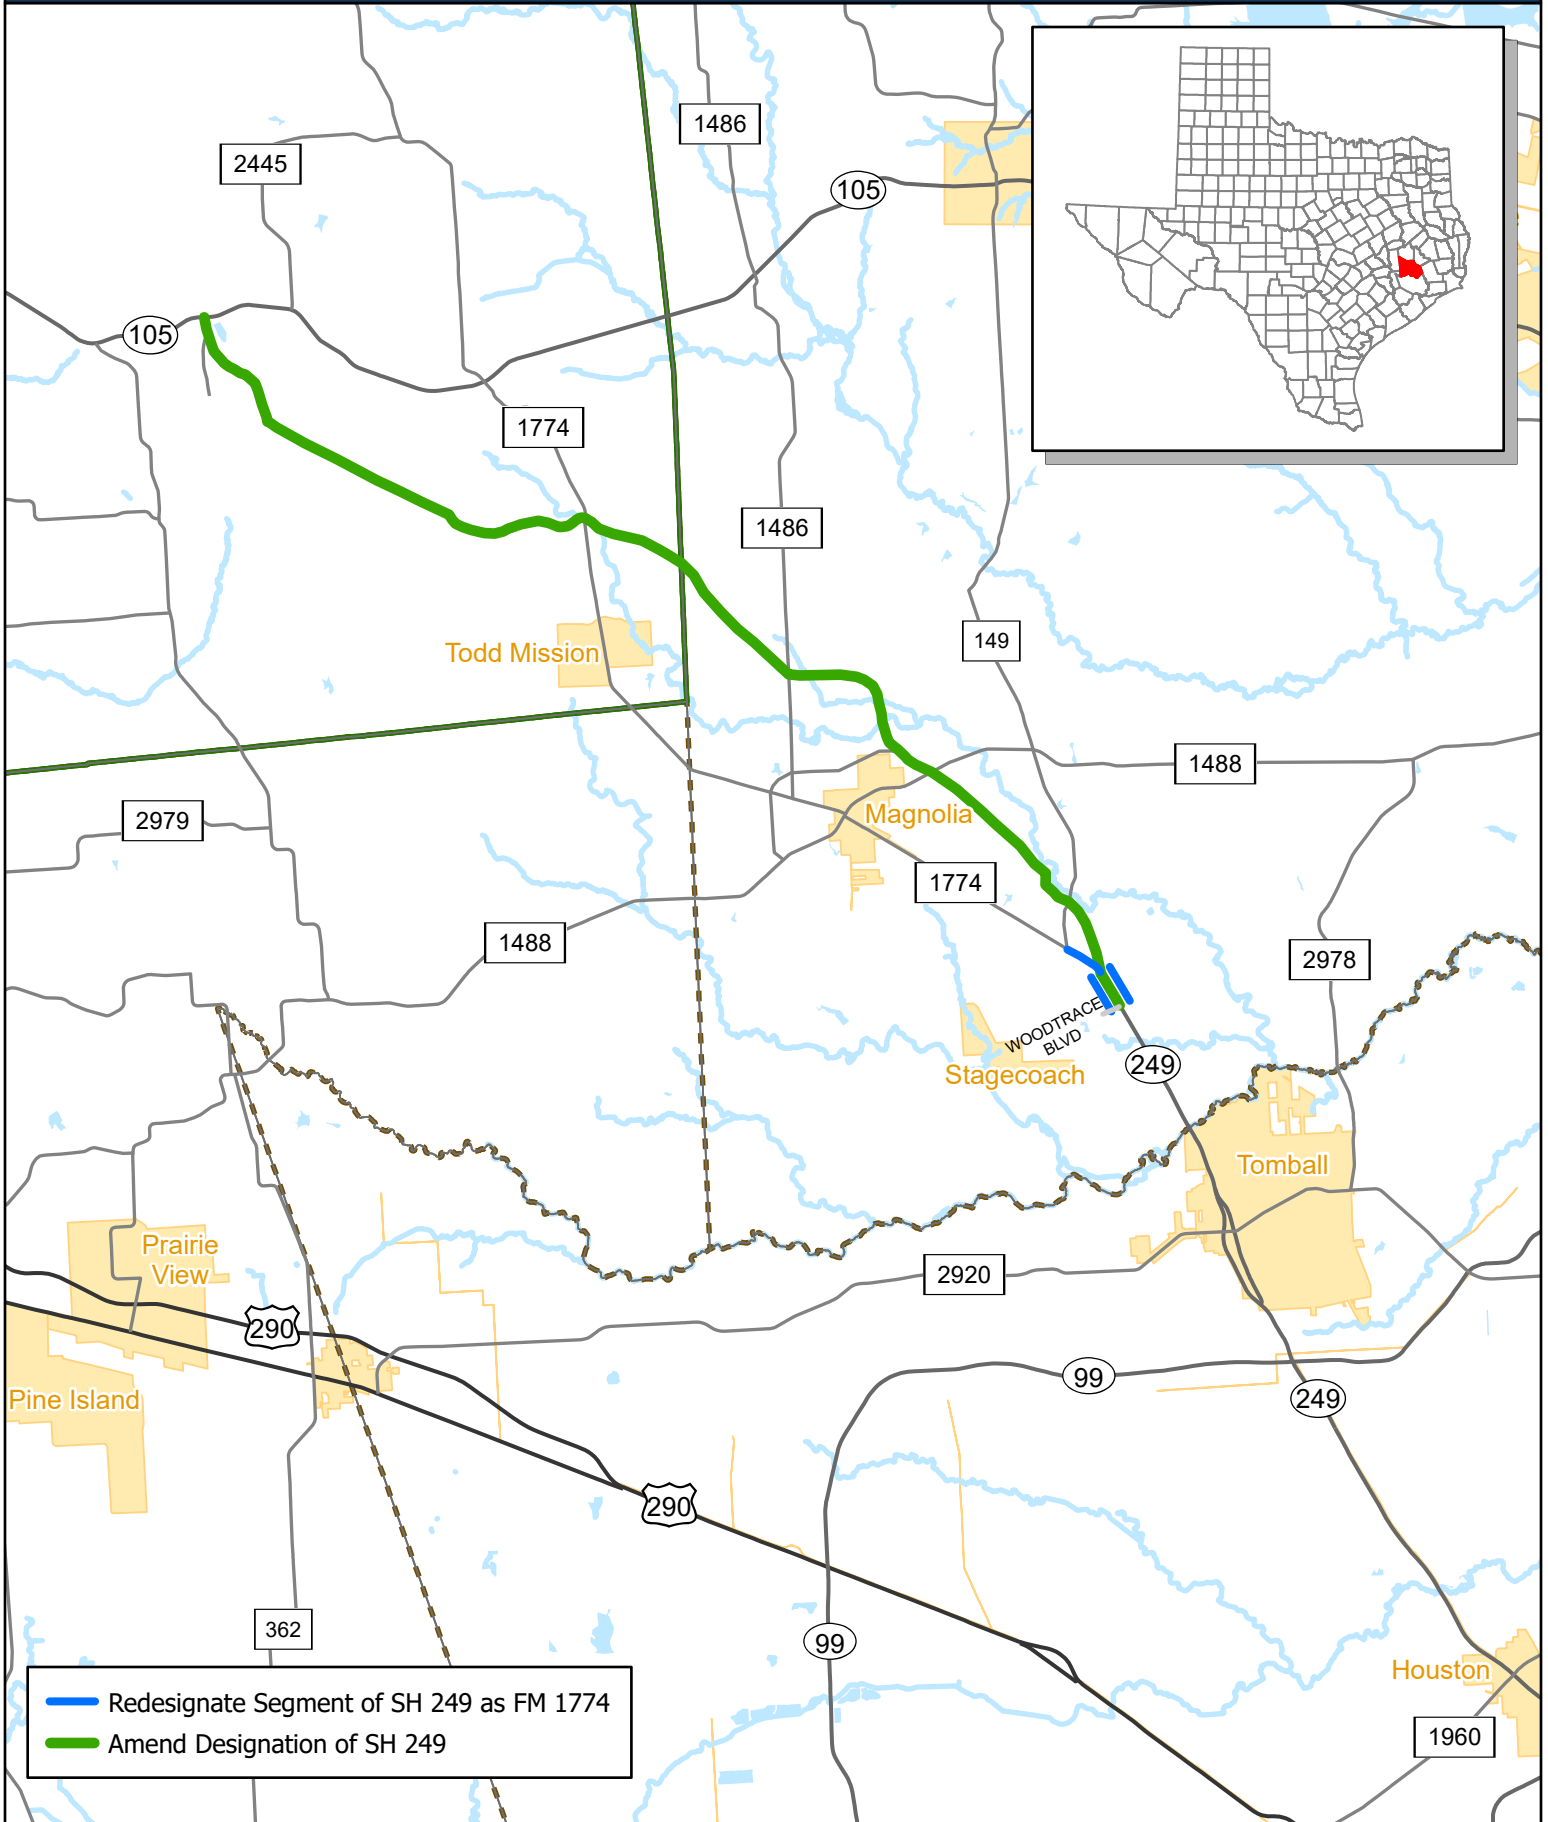 1486
2445
105
105
1774
1486
149
Todd Mission
1488
2979
Magnolia
1774
1488
2978
WOODTRACE
BLVD
249
Stagecoach
Tomball
Prairie
View
2920
290
99
Pine Island
249
290
362
99
Houston
Redesignate Segment of SH 249 as FM 1774
1960
Amend Designation of SH 249